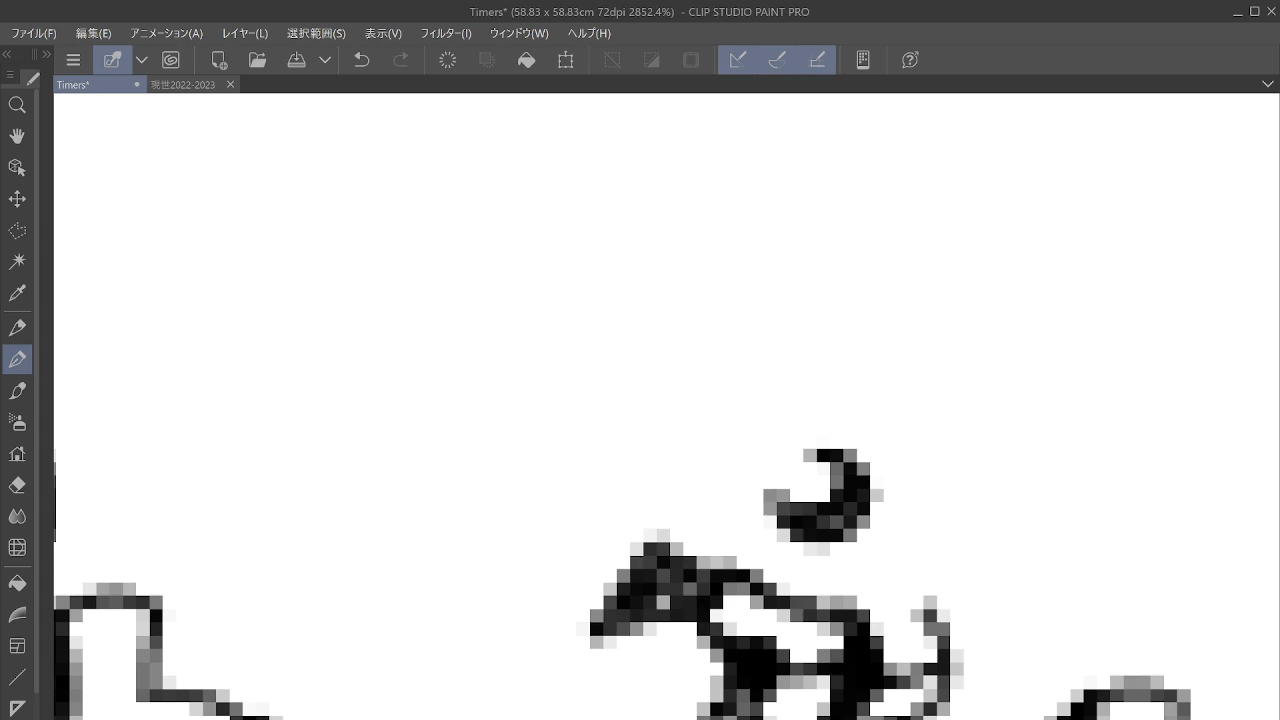 Timers* (58.83 x 58.83cm 72dpi 2852.4%) - CLIP STUDIO PAINT PRO
ファイル(F) 編集(E) アニメーション(A) レイヤー(L) 選択範囲(S) 表示(V) フィルター(I) ウィンドウ(W) ヘルプ(H)
Timers* 現世2022-2023